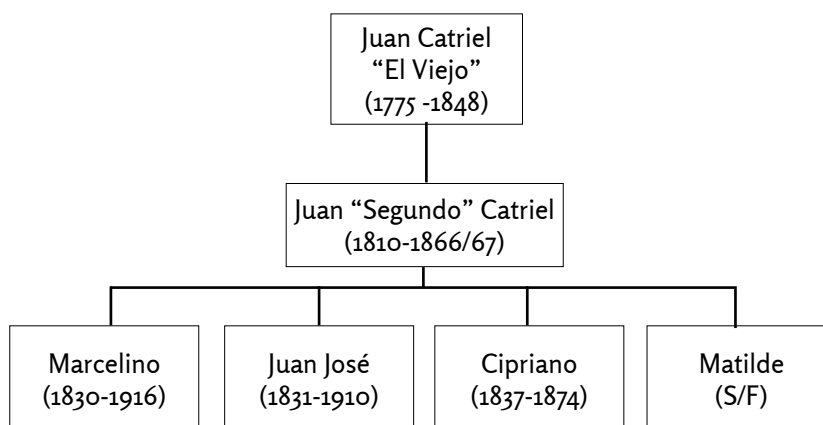 Juan Catriel
“El Viejo”
(1775 -1848)
Juan “Segundo” Catriel
(1810-1866/67)
Marcelino
(1830-1916)
Juan José
(1831-1910)
Cipriano
(1837-1874)
Matilde
(S/F)